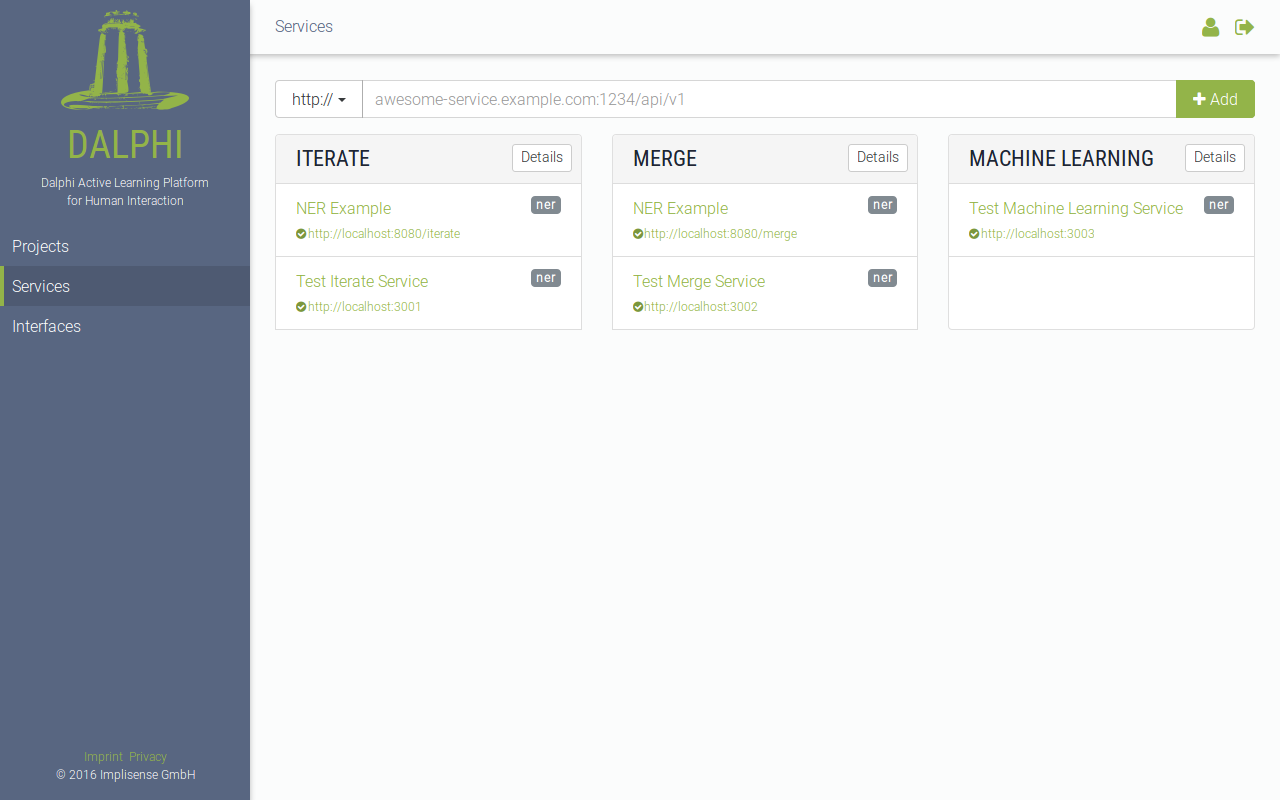 DALPHI
Dalphi Active Learning Platform
for Human Interaction
Projects
Services
Interfaces
Imprint Privacy
© 2016 Implisense GmbH
Services
http://
awesome-service.example.com:1234/api/v1
Add
ITERATE
Details
NER Example
ner
http://localhost:8080/iterate
Test Iterate Service
ner
http://localhost:3001
MERGE
Details
NER Example
ner
http://localhost:8080/merge
Test Merge Service
ner
http://localhost:3002
MACHINE LEARNING
Details
Test Machine Learning Service
ner
http://localhost:3003